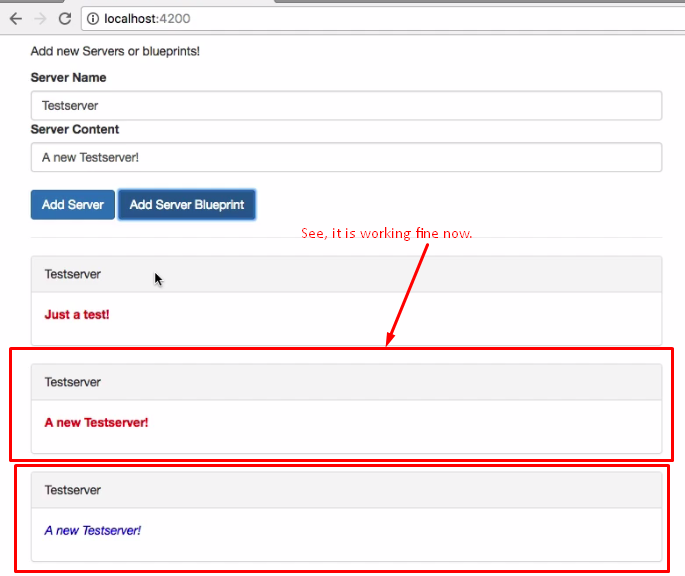 localhost:4200
Add new Servers or blueprints!
Server Name
Testserver
Server Content
A new Testserver!
Add Server
Add Server Blueprint
See, it is working fine now.
Testserver
Just a test!
Testserver
A new Testserver!
Testserver
A new Testserver!